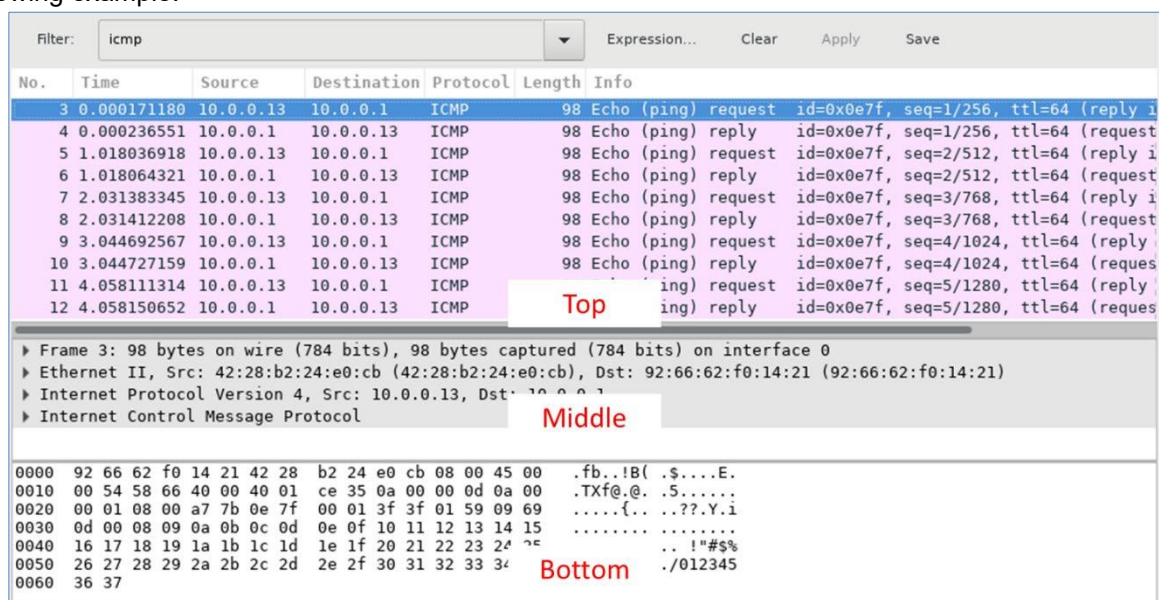 Filter: icmp Expression... Clear Apply Save
No. Time Source Destination Protocol Length Info
3 0.000171180 10.0.0.13 10.0.0.1 ICMP 98 Echo (ping) request id=0x0e7f, seq=1/256, ttl=64 (reply i
4 0.000236551 10.0.0.1 10.0.0.13 ICMP 98 Echo (ping) reply id=0x0e7f, seq=1/256, ttl=64 (request
5 1.018036918 10.0.0.13 10.0.0.1 ICMP 98 Echo (ping) request id=0x0e7f, seq=2/512, ttl=64 (reply i
6 1.018064321 10.0.0.1 10.0.0.13 ICMP 98 Echo (ping) reply id=0x0e7f, seq=2/512, ttl=64 (request
7 2.031383345 10.0.0.13 10.0.0.1 ICMP 98 Echo (ping) request id=0x0e7f, seq=3/768, ttl=64 (reply i
8 2.031412208 10.0.0.1 10.0.0.13 ICMP 98 Echo (ping) reply id=0x0e7f, seq=3/768, ttl=64 (request
9 3.044692567 10.0.0.13 10.0.0.1 ICMP 98 Echo (ping) request id=0x0e7f, seq=4/1024, ttl=64 (reply
10 3.044727159 10.0.0.1 10.0.0.13 ICMP 98 Echo (ping) reply id=0x0e7f, seq=4/1024, ttl=64 (reques
11 4.058111314 10.0.0.13 10.0.0.1 ICMP ing) request id=0x0e7f, seq=5/1280, ttl=64 (reply
12 4.058150652 10.0.0.1 10.0.0.13 ICMP ing) reply id=0x0e7f, seq=5/1280, ttl=64 (reques
Top
Frame 3: 98 bytes on wire (784 bits), 98 bytes captured (784 bits) on interface 0
Ethernet II, Src: 42:28:b2:24:e0:cb (42:28:b2:24:e0:cb), Dst: 92:66:62:f0:14:21 (92:66:62:f0:14:21)
Internet Protocol Version 4, Src: 10.0.0.13, Dst: 10.0.0.1
Internet Control Message Protocol
Middle
0000 92 66 62 f0 14 21 42 28 b2 24 e0 cb 08 00 45 00 .fb..!B( .$....E.
0010 00 54 58 66 40 00 40 01 ce 35 0a 00 00 0d 0a 00 .TXf@.@. .5......
0020 00 01 08 00 a7 7b 0e 7f 00 01 3f 3f 01 59 09 69 .....{.. ..??.Y.i
0030 0d 00 08 09 0a 0b 0c 0d 0e 0f 10 11 12 13 14 15 ........ ........
0040 16 17 18 19 1a 1b 1c 1d 1e 1f 20 21 22 23 24 25 .. !"#$%
0050 26 27 28 29 2a 2b 2c 2d 2e 2f 30 31 32 33 34 ./012345
0060 36 37
Bottom